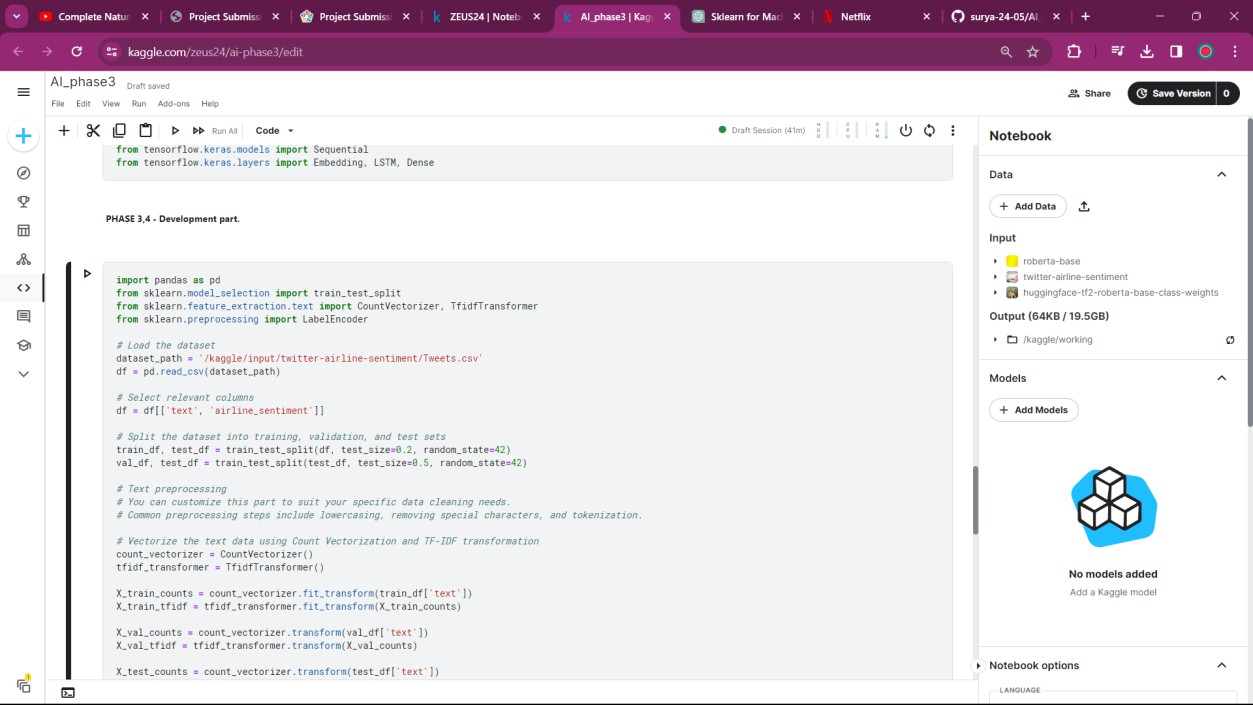 Complete Natur
Project Submiss
Project Submiss
ZEUS24 | Noteb
AI_phase3 | Kag
Sklearn for Mac
Netflix
surya-24-05/AI_
kaggle.com/zeus24/ai-phase3/edit
AI_phase3 Draft saved
File Edit View Run Add-ons Help
Share
Save Version 0
Run All Code
Draft Session (41m)
HDD CPU RAM
from tensorflow.keras.models import Sequential
from tensorflow.keras.layers import Embedding, LSTM, Dense
PHASE 3,4 - Development part.
import pandas as pd
from sklearn.model_selection import train_test_split
from sklearn.feature_extraction.text import CountVectorizer, TfidfTransformer
from sklearn.preprocessing import LabelEncoder
# Load the dataset
dataset_path = '/kaggle/input/twitter-airline-sentiment/Tweets.csv'
df = pd.read_csv(dataset_path)
# Select relevant columns
df = df[['text', 'airline_sentiment']]
# Split the dataset into training, validation, and test sets
train_df, test_df = train_test_split(df, test_size=0.2, random_state=42)
val_df, test_df = train_test_split(test_df, test_size=0.5, random_state=42)
# Text preprocessing
# You can customize this part to suit your specific data cleaning needs.
# Common preprocessing steps include lowercasing, removing special characters, and tokenization.
# Vectorize the text data using Count Vectorization and TF-IDF transformation
count_vectorizer = CountVectorizer()
tfidf_transformer = TfidfTransformer()
X_train_counts = count_vectorizer.fit_transform(train_df['text'])
X_train_tfidf = tfidf_transformer.fit_transform(X_train_counts)
X_val_counts = count_vectorizer.transform(val_df['text'])
X_val_tfidf = tfidf_transformer.transform(X_val_counts)
X_test_counts = count_vectorizer.transform(test_df['text'])
Notebook
Data
+ Add Data
Input
roberta-base
twitter-airline-sentiment
huggingface-tf2-roberta-base-class-weights
Output (64KB / 19.5GB)
/kaggle/working
Models
+ Add Models
No models added
Add a Kaggle model
Notebook options
LANGUAGE
1